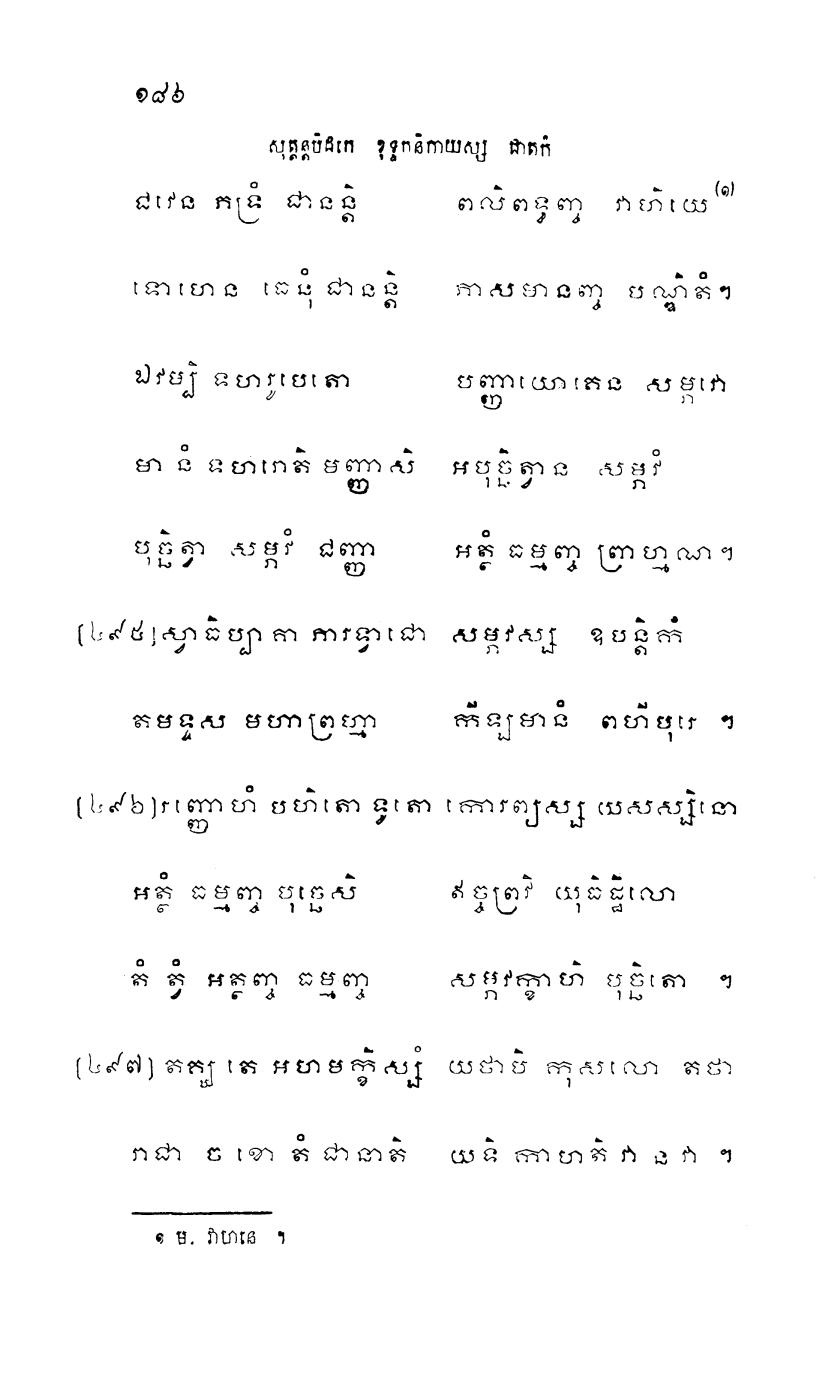 ១៨៦
សុត្តន្តបិដកេ ខុទ្ទកនិកាយស្ស ជាតកំ
ជវេន ភទ្រំ ជានន្តិ ពលិពទ្ធញ្ច វាហិយេ (១)
ទោហេន ធេនុំ ជានន្តិ ភាសមានញ្ច បណ្ឌិតំ។
ឯវម្បិ ទហរូបេតោ បញ្ញាយោគេន សម្ភវោ
មា នំ ទហរោតិ មញ្ញាសិ អបុច្ឆិត្វាន សម្ភវំ
បុច្ឆិត្វា សម្ភវំ ជញ្ញា អត្ថំ ធម្មញ្ច ព្រាហ្មណ។
(៤៩៥) ស្វាធិប្បាគា ភារទ្វាជោ សម្ភវស្ស ឧបន្តិកំ
តមទ្ទស មហាព្រហ្មា កីឡមានំ ពហីបុរេ ។
(៤៩៦) រញ្ញោហំ បហិតោ ទូតោ កោរព្យស្ស យសស្សិនោ
អត្ថំ ធម្មញ្ច បុច្ឆេសិ ឥច្ចព្រវិ យុធិដ្ឋិលោ
តំ ត្វំ អត្ថញ្ច ធម្មញ្ច សម្ភវក្ខាហិ បុច្ឆិតោ ។
(៤៩៧) តគ្ឃ តេ អហមក្ខិស្សំ យថាបិ កុសលោ តថា
រាជា ច ខោ តំ ជានាតិ យទិ កាហតិ វា ន វា ។
១ ម. វាហនេ ។